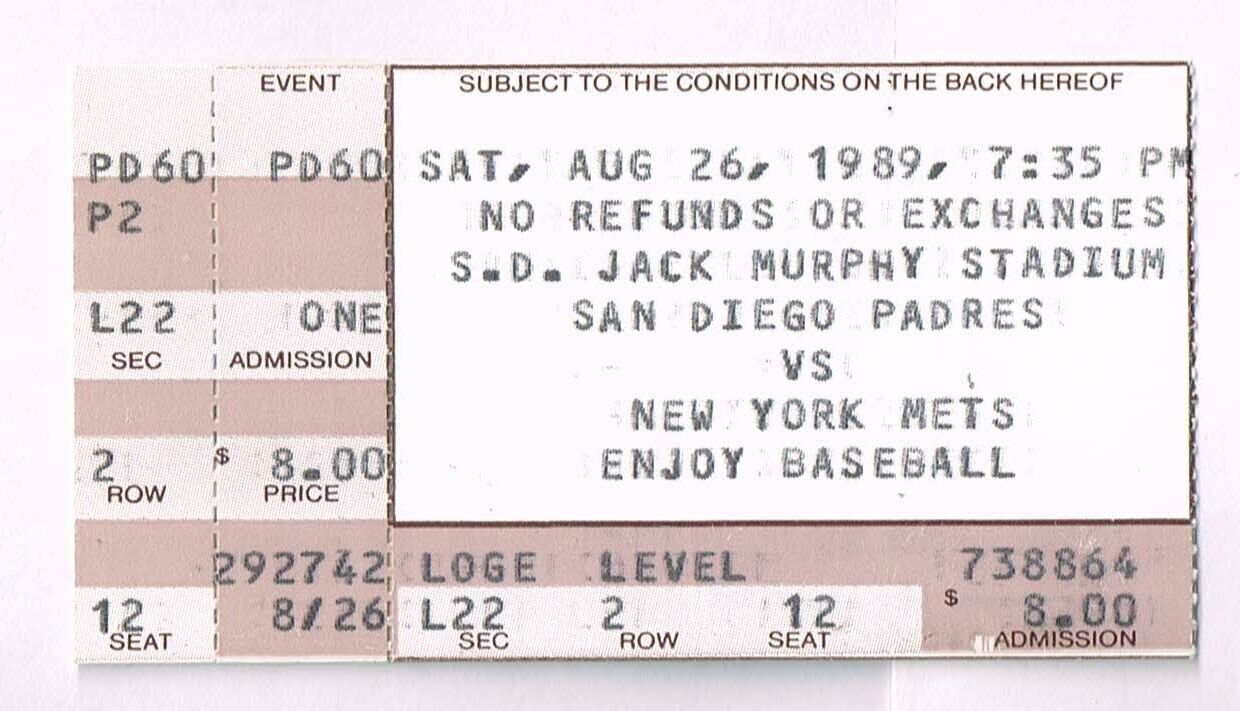 EVENT
PD60 PD60
P2
L22 ONE
SEC ADMISSION
2 $ 8.00
ROW PRICE
292742
12 8/26
SEAT
SUBJECT TO THE CONDITIONS ON THE BACK HEREOF
SAT, AUG 26, 1989, 7:35 PM
NO REFUNDS OR EXCHANGES
S.D. JACK MURPHY STADIUM
SAN DIEGO PADRES
VS
NEW YORK METS
ENJOY BASEBALL
LOGE LEVEL 738864
L22 2 12 $ 8.00
SEC ROW SEAT ADMISSION